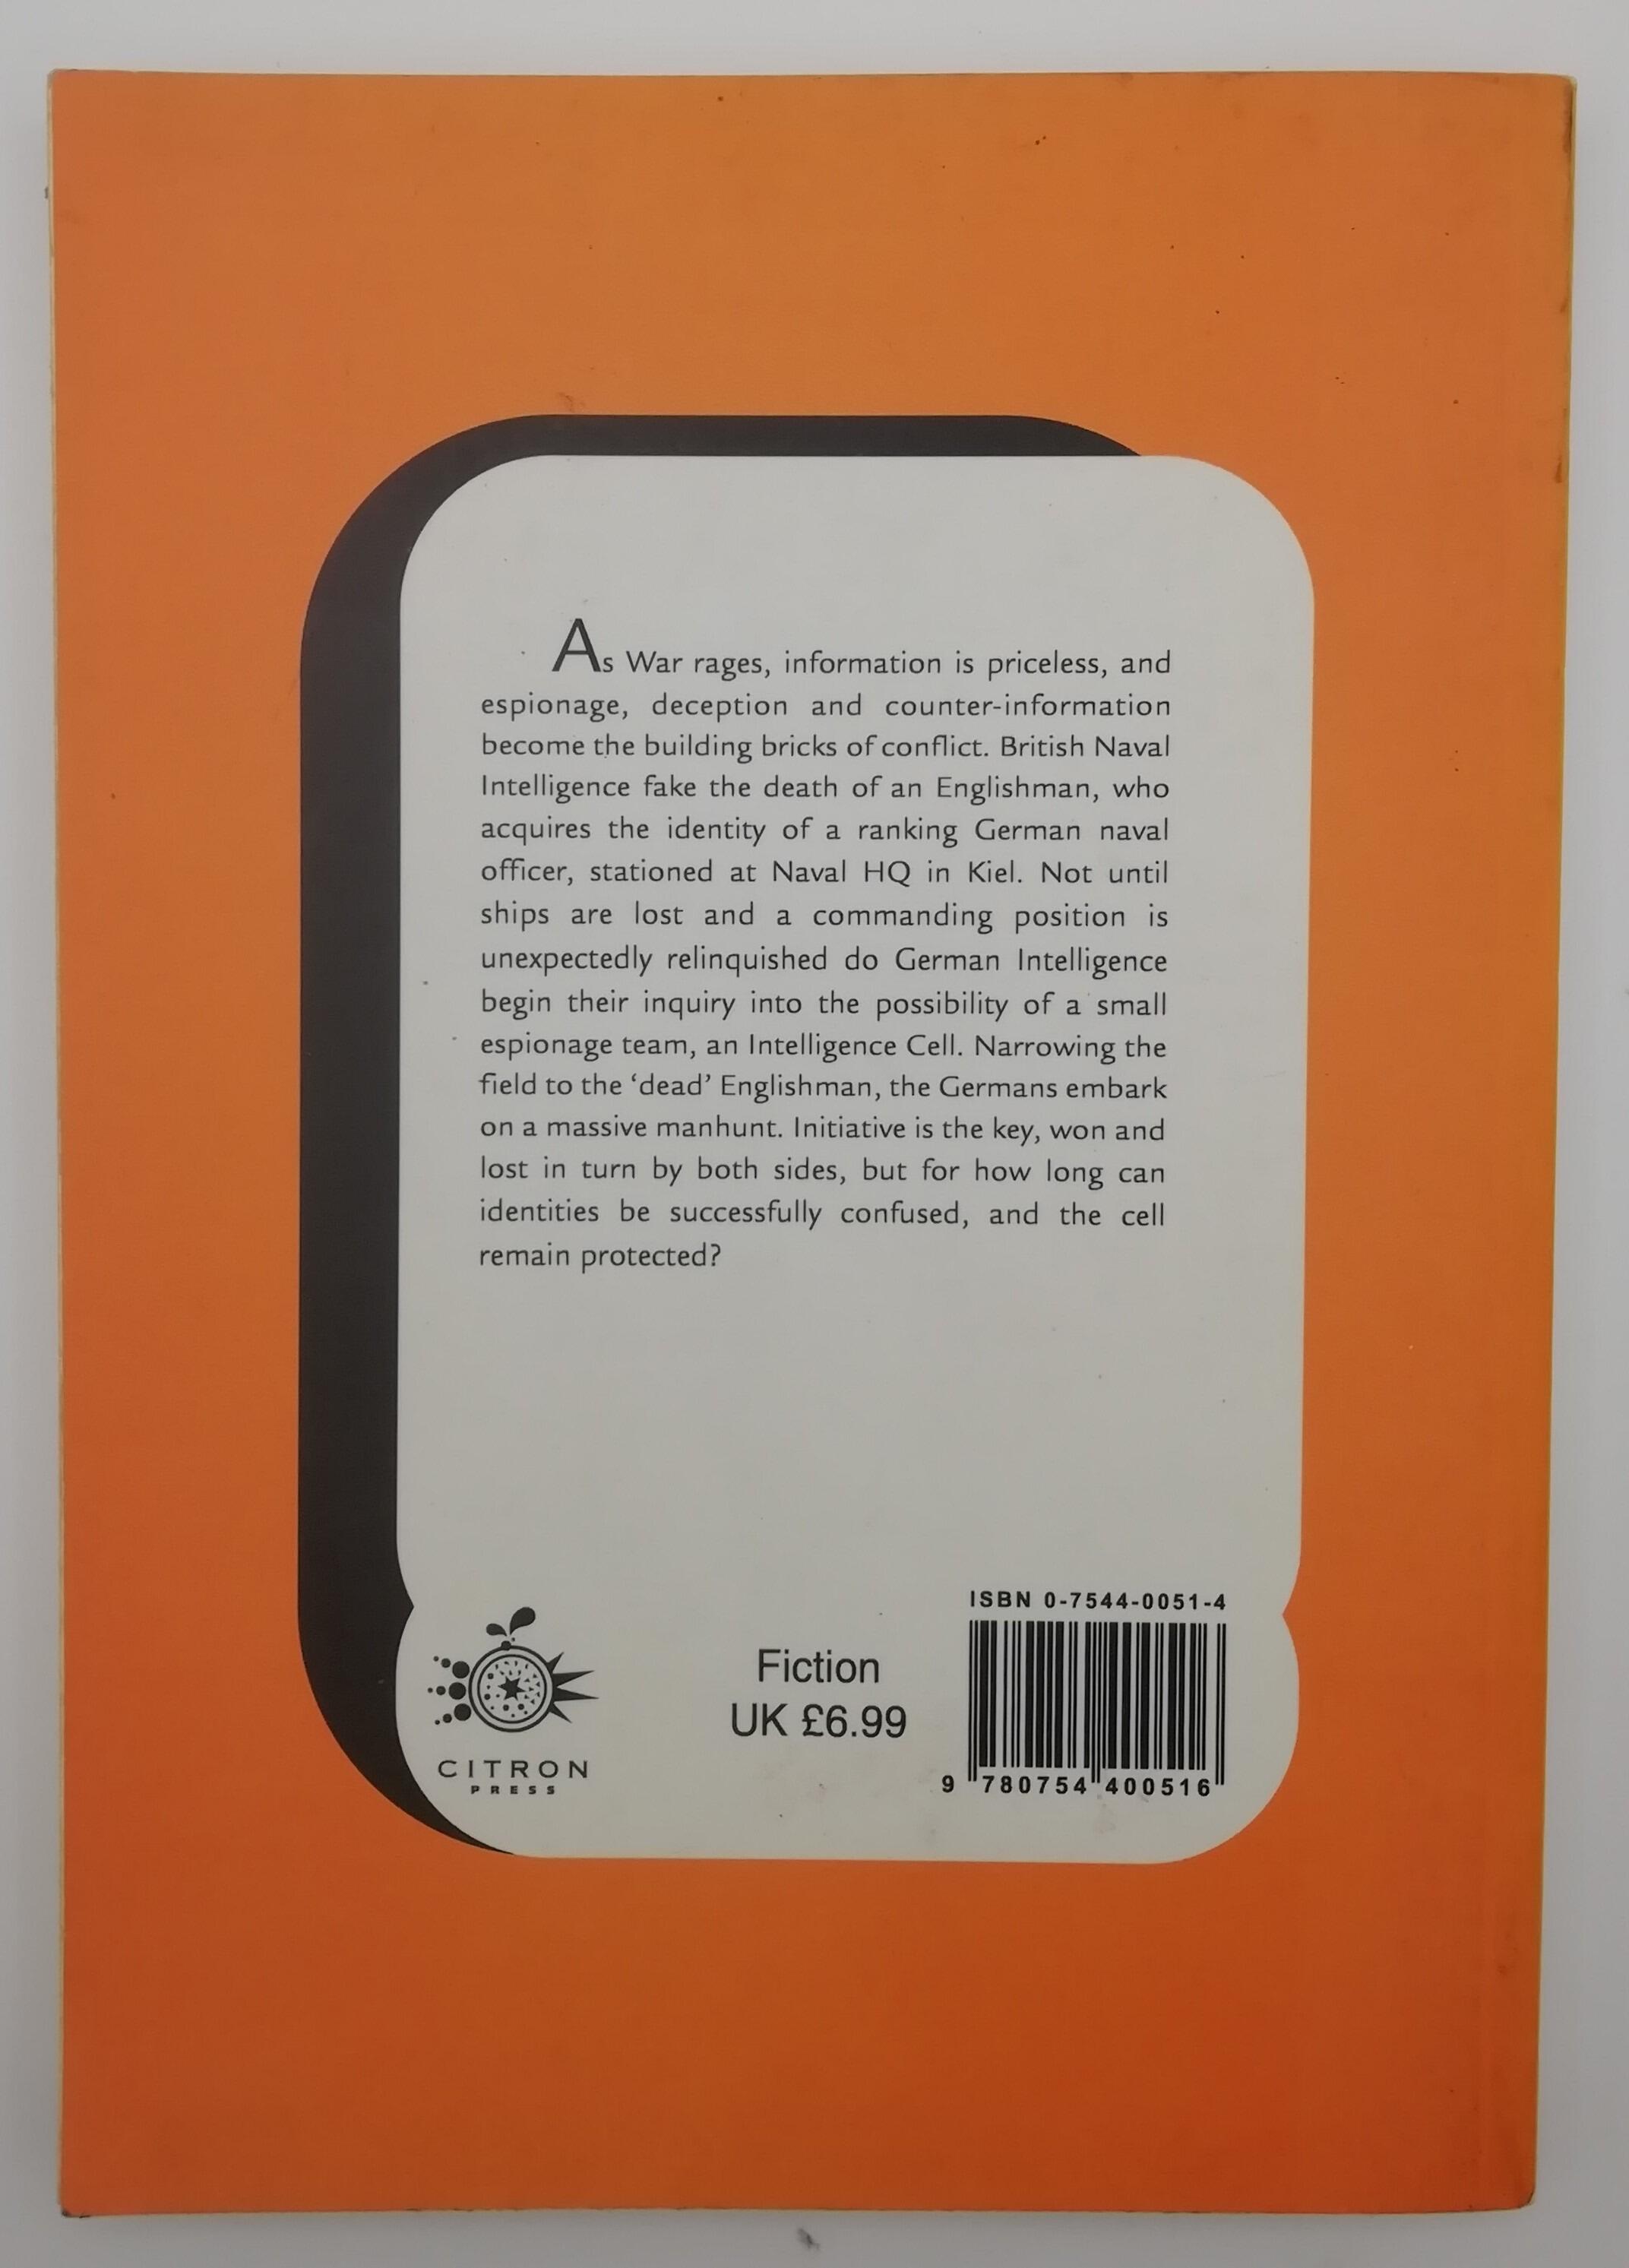 As War rages, information is priceless, and
espionage, deception and counter-information
become the building bricks of conflict. British Naval
Intelligence fake the death of an Englishman, who
acquires the identity of a ranking German naval
officer, stationed at Naval HQ in Kiel. Not until
ships are lost and a commanding position is
unexpectedly relinquished do German Intelligence
begin their inquiry into the possibility of a small
espionage team, an Intelligence Cell. Narrowing the
field to the ‘dead’ Englishman, the Germans embark
on a massive manhunt. Initiative is the key, won and
lost in turn by both sides, but for how long can
identities be successfully confused, and the cell
remain protected?
CITRON
PRESS
Fiction
UK £6.99
ISBN 0-7544-0051-4
9 780754 400516